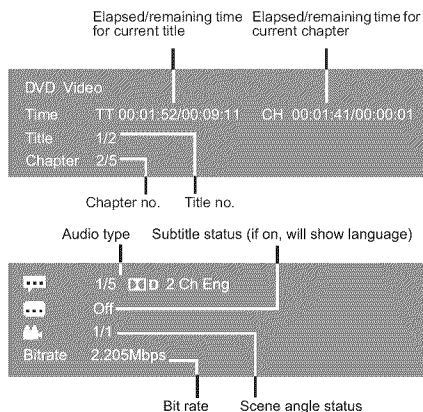 Elapsed/remaining time for current title
Elapsed/remaining time for current chapter
DVD Video
Time TT 00:01:52/00:09:11 CH 00:01:41/00:00:01
Title 1/2
Chapter 2/5
Chapter no. Title no.
Audio type Subtitle status (if on, will show language)
1/5 D 2 Ch Eng
Off
1/1
Bitrate 2.205Mbps
Bit rate Scene angle status